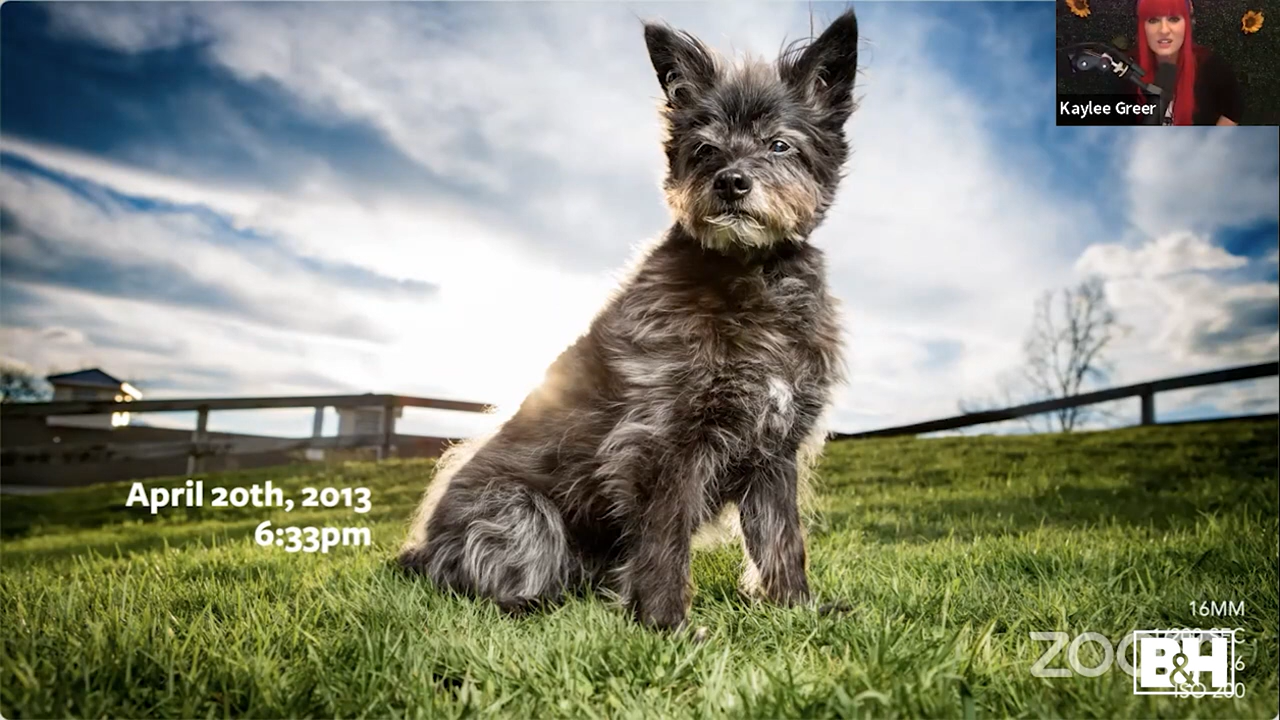 Kaylee Greer
April 20th, 2013
6:33pm
16MM
B&H
ISO 200